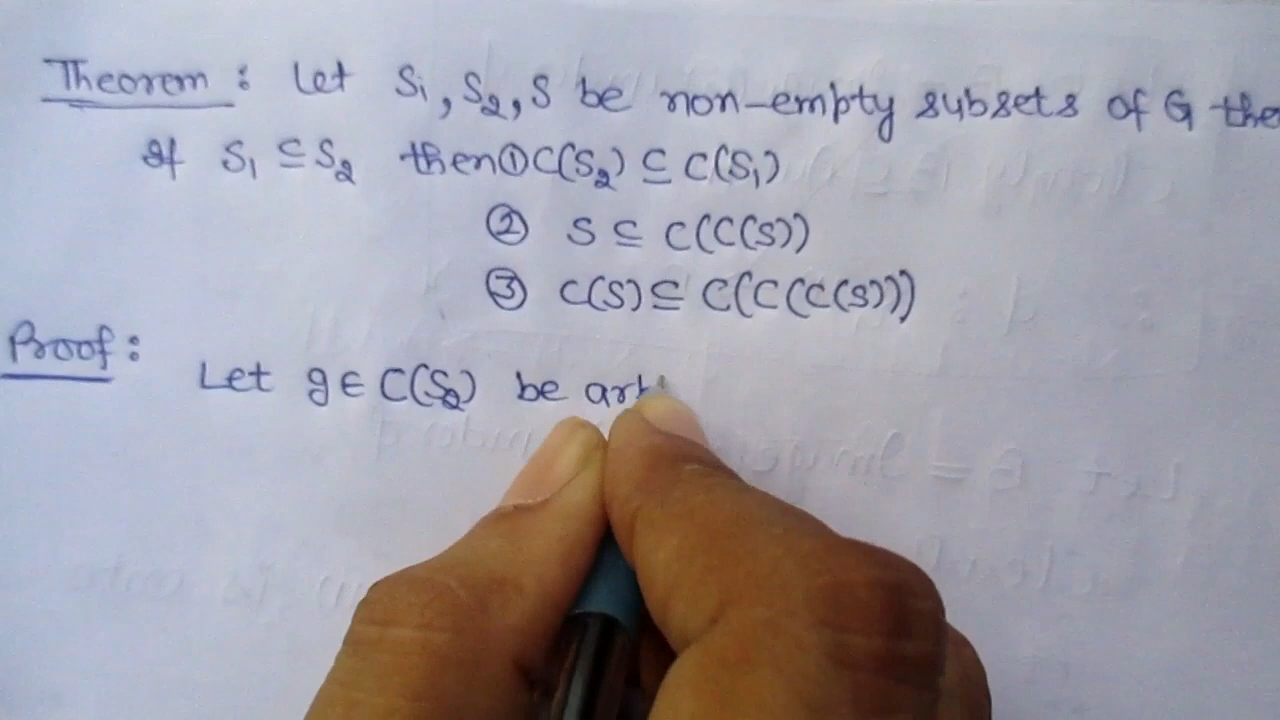 Theorem : Let S₁, S₂, S be non-empty subsets of G the
If S₁ ⊆ S₂ then ① C(S₂) ⊆ C(S₁)
② S ⊆ C(C(S))
③ C(S) ⊆ C(C(C(S)))
Proof :
Let g ∈ C(S₂) be arb